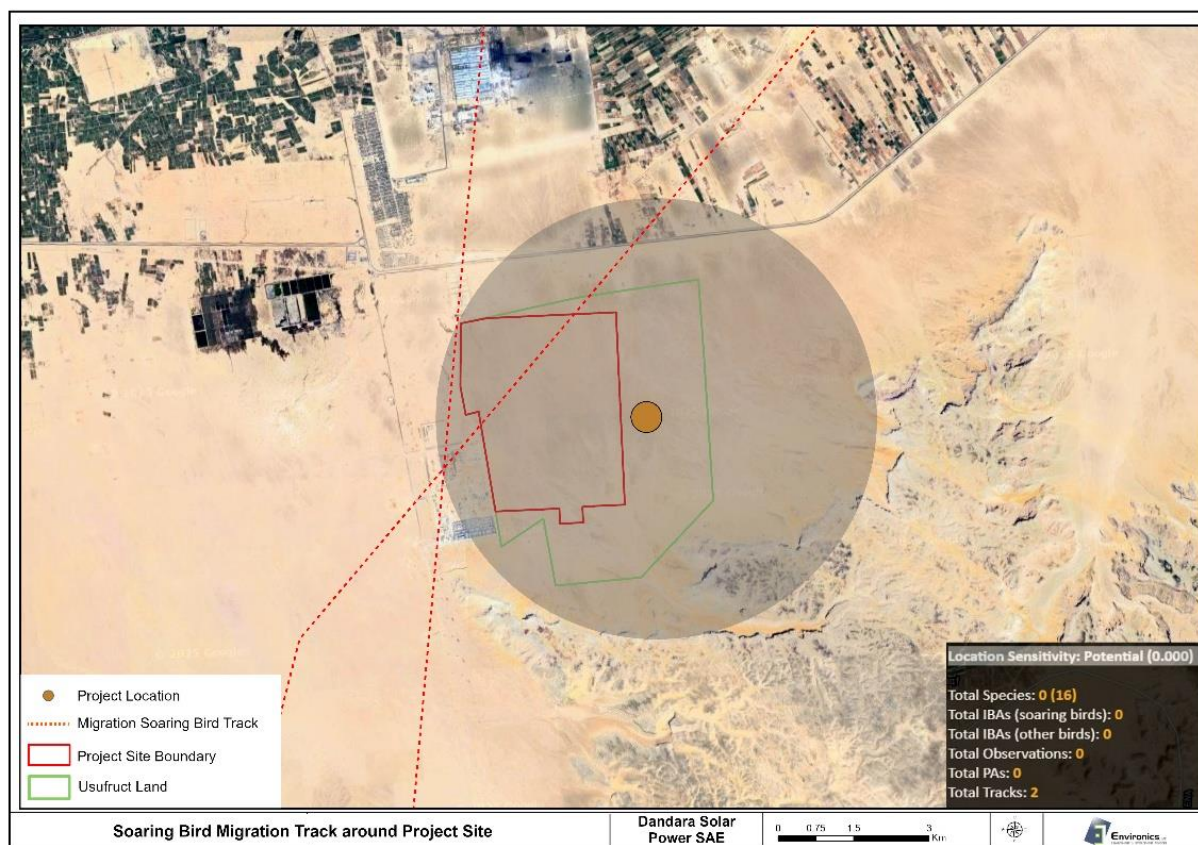 Location Sensitivity: Potential (0.000)
Total Species: 0 (16)
Total IBAs (soaring birds): 0
Total IBAs (other birds): 0
Total Observations: 0
Total PAs: 0
Total Tracks: 2
Project Location
Migration Soaring Bird Track
Project Site Boundary
Usufruct Land
Soaring Bird Migration Track around Project Site
Dandara Solar
Power SAE
0 0.75 1.5 3
Km
Environics